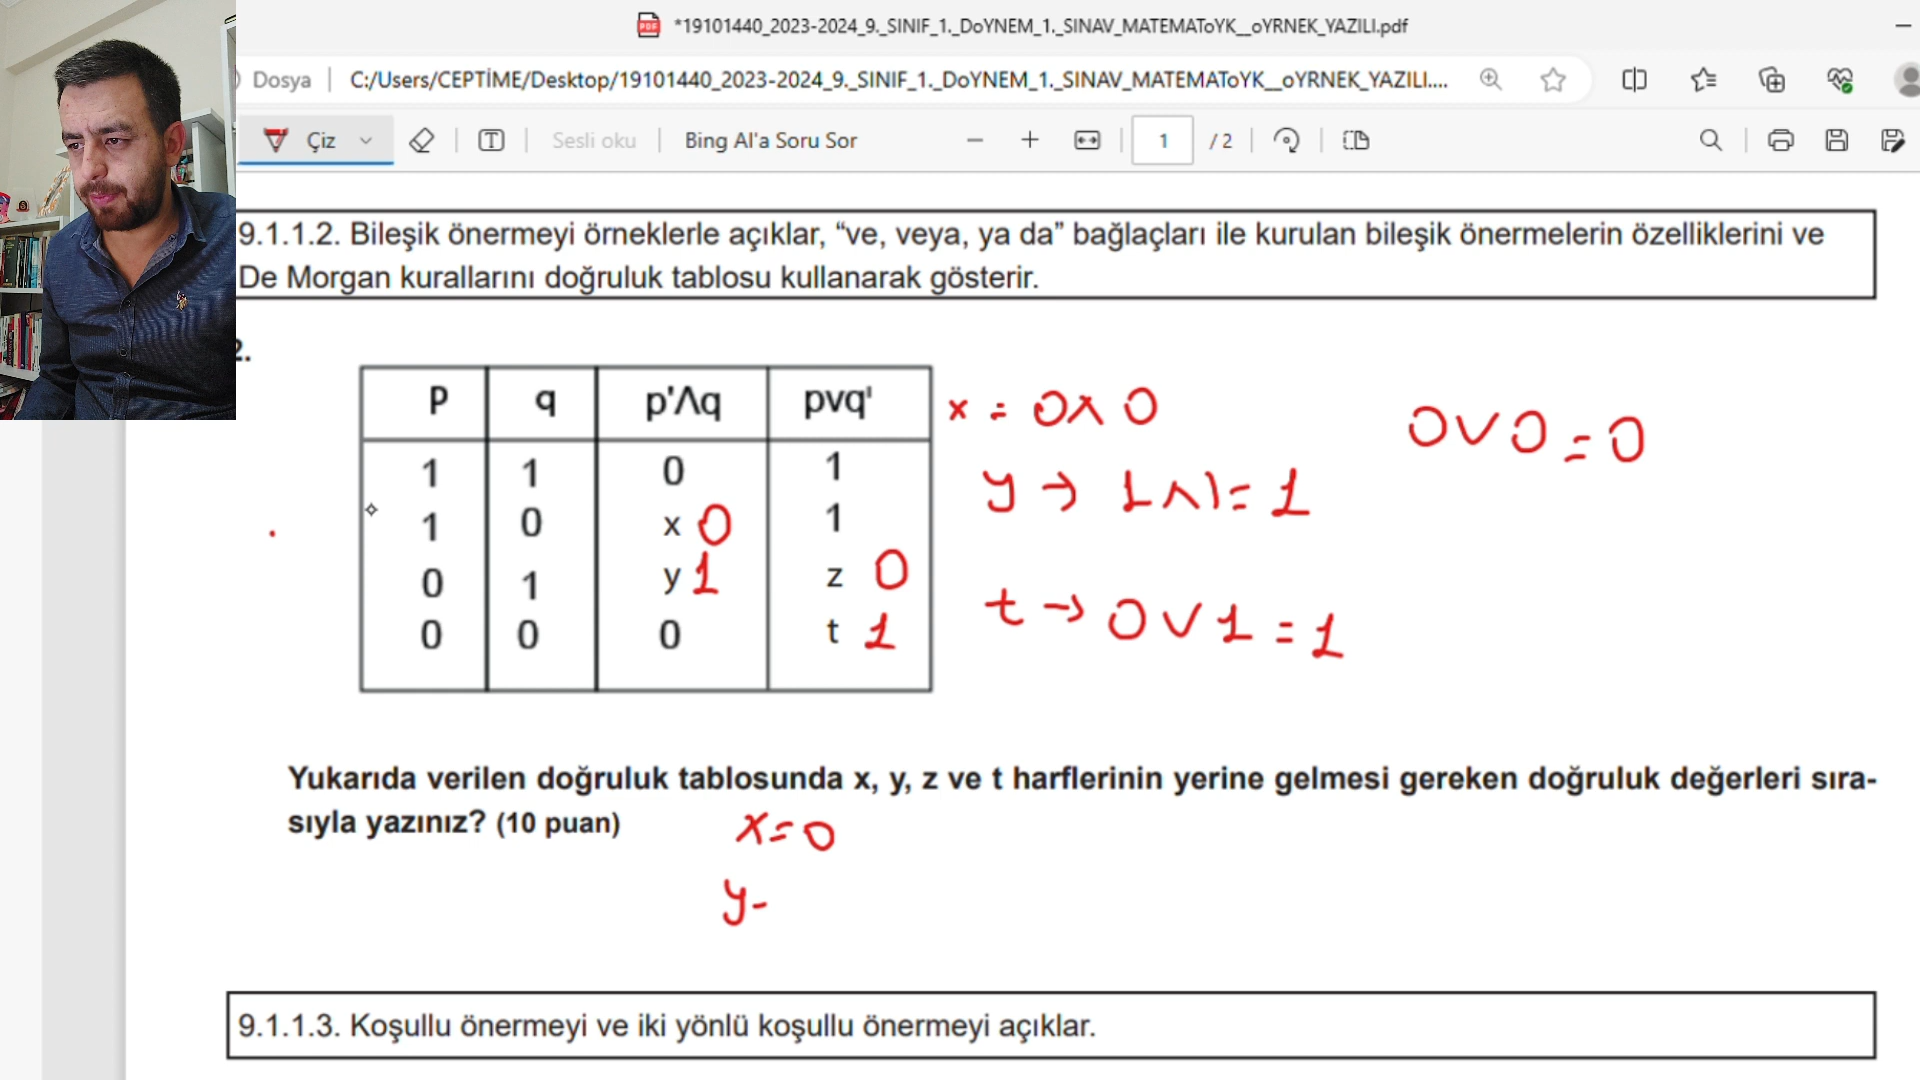 *19101440_2023-2024_9._SINIF_1._DoYNEM_1._SINAV_MATEMAToYK__oYRNEK_YAZILI.pdf
Dosya | C:/Users/CEPTİME/Desktop/19101440_2023-2024_9._SINIF_1._DoYNEM_1._SINAV_MATEMAToYK__oYRNEK_YAZILI....
Çiz Sesli oku Bing AI'a Soru Sor 1 / 2
9.1.1.2. Bileşik önermeyi örneklerle açıklar, “ve, veya, ya da” bağlaçları ile kurulan bileşik önermelerin özelliklerini ve
De Morgan kurallarını doğruluk tablosu kullanarak gösterir.
2.
P q p'Λq pvq' x = 0 ∧ 0 0 ∨ 0 = 0
1 1 0 1 y → 1 ∧ 1 = 1
1 0 x 0 1
0 1 y 1 z 0
0 0 0 t 1 t → 0 ∨ 1 = 1
Yukarıda verilen doğruluk tablosunda x, y, z ve t harflerinin yerine gelmesi gereken doğruluk değerleri sıra-
sıyla yazınız? (10 puan) x = 0
y -
9.1.1.3. Koşullu önermeyi ve iki yönlü koşullu önermeyi açıklar.